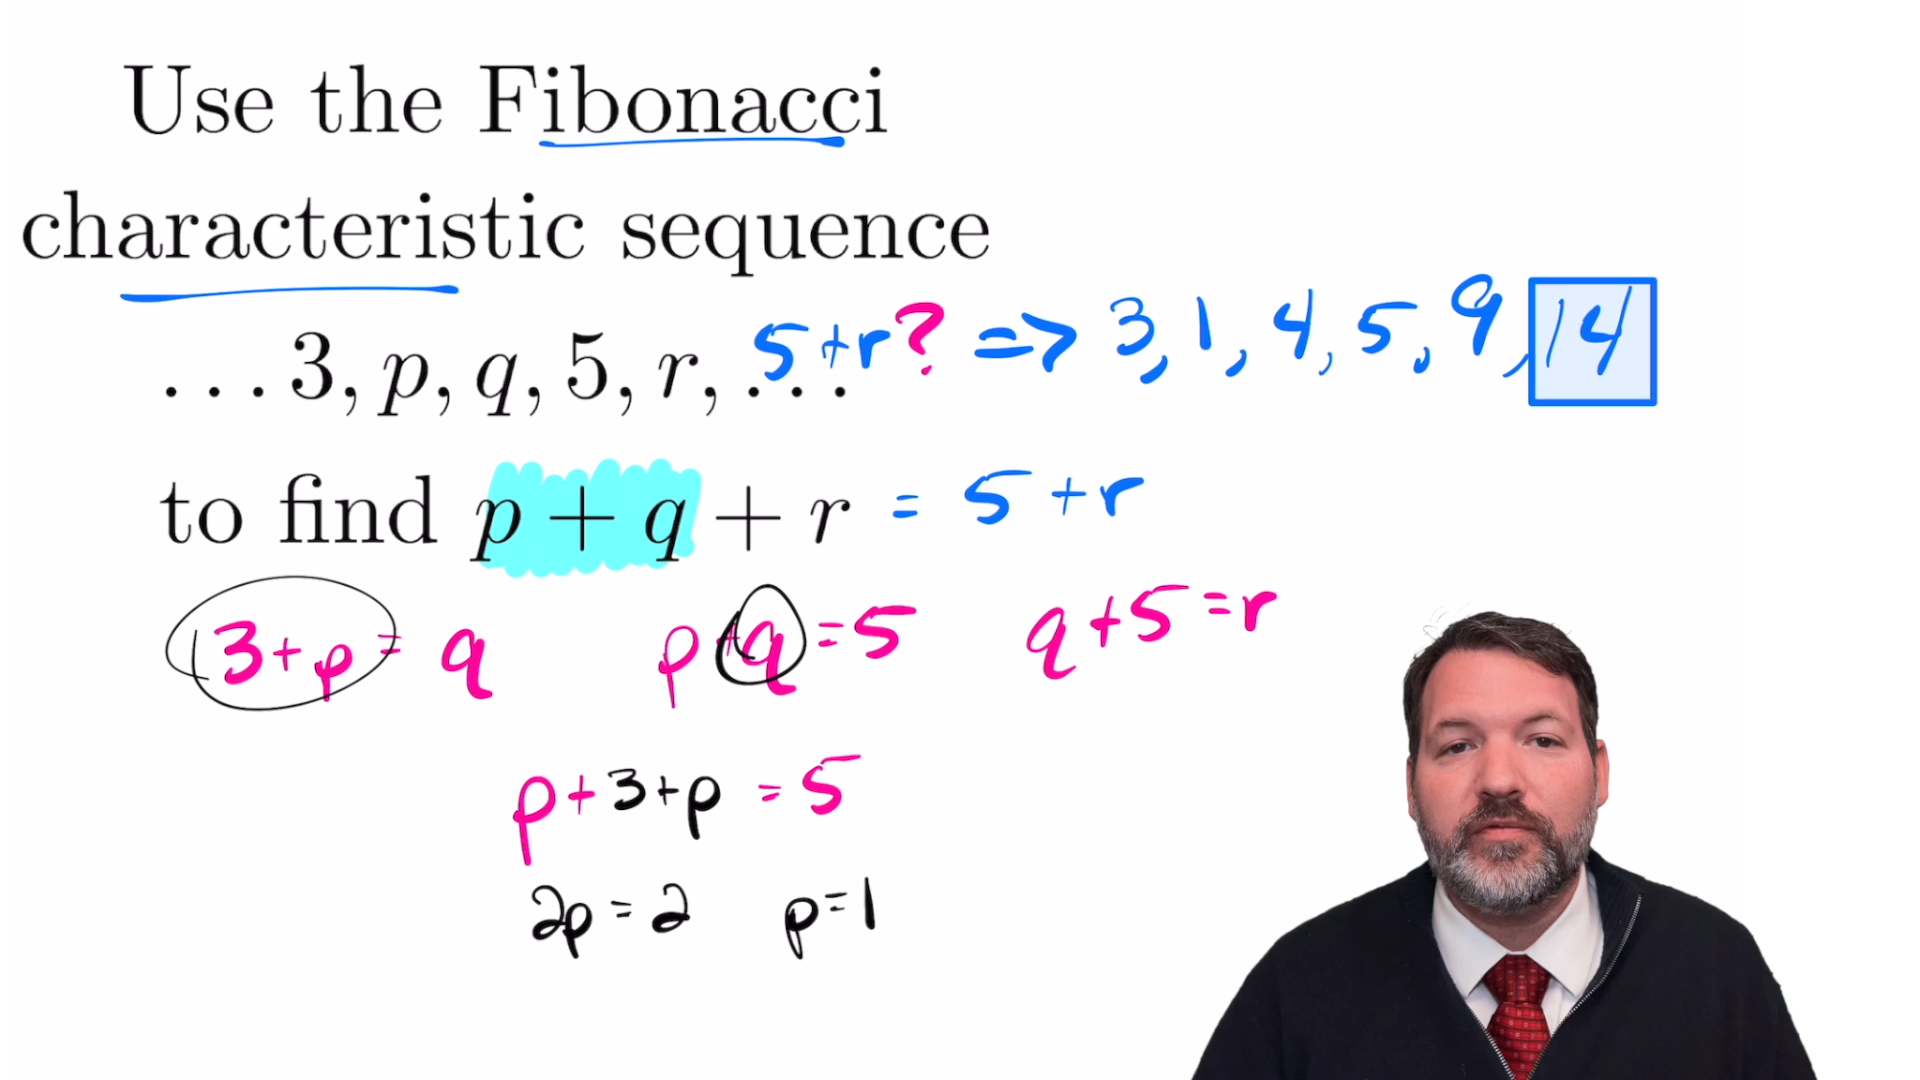 Use the Fibonacci
characteristic sequence
...3, p, q, 5, r, ... 5+r? => 3, 1, 4, 5, 9, 14
to find p + q + r = 5+r
3+p = q p+q = 5 q+5=r
p+3+p = 5
2p = 2 p=1